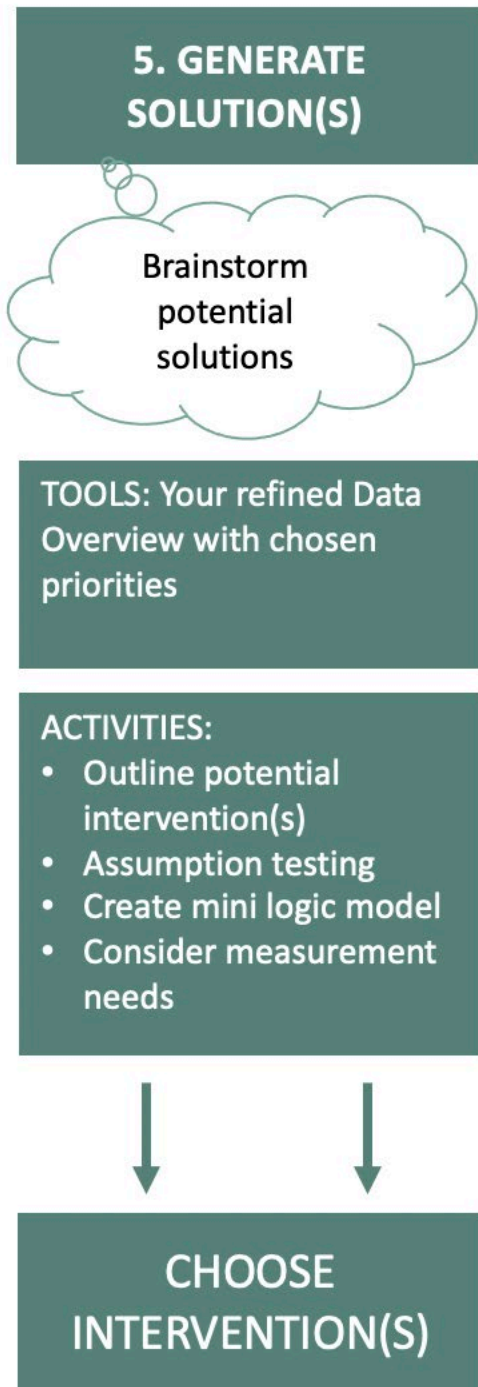 5. GENERATE
SOLUTION(S)
Brainstorm
potential
solutions
TOOLS: Your refined Data
Overview with chosen
priorities
ACTIVITIES:
• Outline potential
intervention(s)
• Assumption testing
• Create mini logic model
• Consider measurement
needs
CHOOSE
INTERVENTION(S)